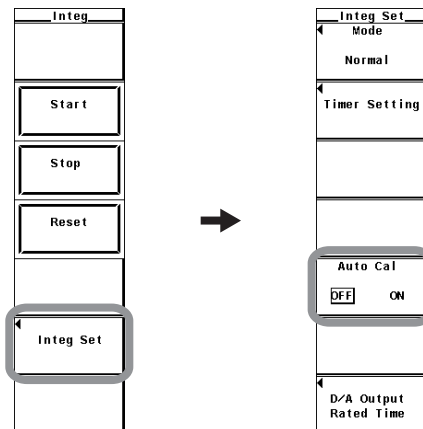 Integ
Start
Stop
Reset
Integ Set
Integ Set
Mode
Normal
Timer Setting
Auto Cal
OFF ON
D/A Output
Rated Time